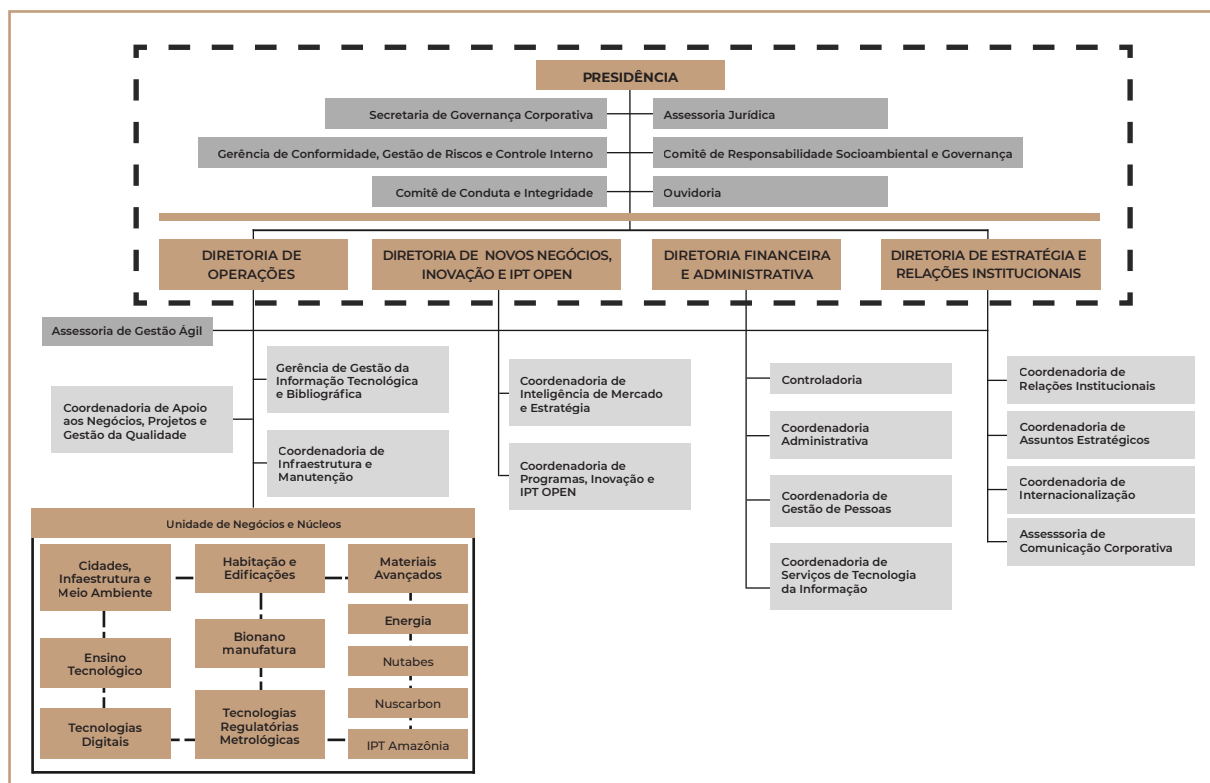 PRESIDÊNCIA
Secretaria de Governança Corporativa
Assessoria Jurídica
Gerência de Conformidade, Gestão de Riscos e Controle Interno
Comitê de Responsabilidade Socioambiental e Governança
Comitê de Conduta e Integridade
Ouvidoria
DIRETORIA DE
OPERAÇÕES
DIRETORIA DE NOVOS NEGÓCIOS,
INOVAÇÃO E IPT OPEN
DIRETORIA FINANCEIRA
E ADMINISTRATIVA
DIRETORIA DE ESTRATÉGIA E
RELAÇÕES INSTITUCIONAIS
Assessoria de Gestão Ágil
Coordenadoria de Apoio
aos Negócios, Projetos e
Gestão da Qualidade
Gerência de Gestão da
Informação Tecnológica
e Bibliográfica
Coordenadoria de
Infraestrutura e
Manutenção
Coordenadoria de
Inteligência de Mercado
e Estratégia
Coordenadoria de
Programas, Inovação e
IPT OPEN
Controladoria
Coordenadoria
Administrativa
Coordenadoria de
Gestão de Pessoas
Coordenadoria de
Serviços de Tecnologia
da Informação
Coordenadoria de
Relações Institucionais
Coordenadoria de
Assuntos Estratégicos
Coordenadoria de
Internacionalização
Assesssoria de
Comunicação Corporativa
Unidade de Negócios e Núcleos
Cidades,
Infaestrutura e
Meio Ambiente
Habitação e
Edificações
Materiais
Avançados
Energia
Ensino
Tecnológico
Bionano
manufatura
Nutabes
Nuscarbon
Tecnologias
Digitais
Tecnologias
Regulatórias
Metrológicas
IPT Amazônia